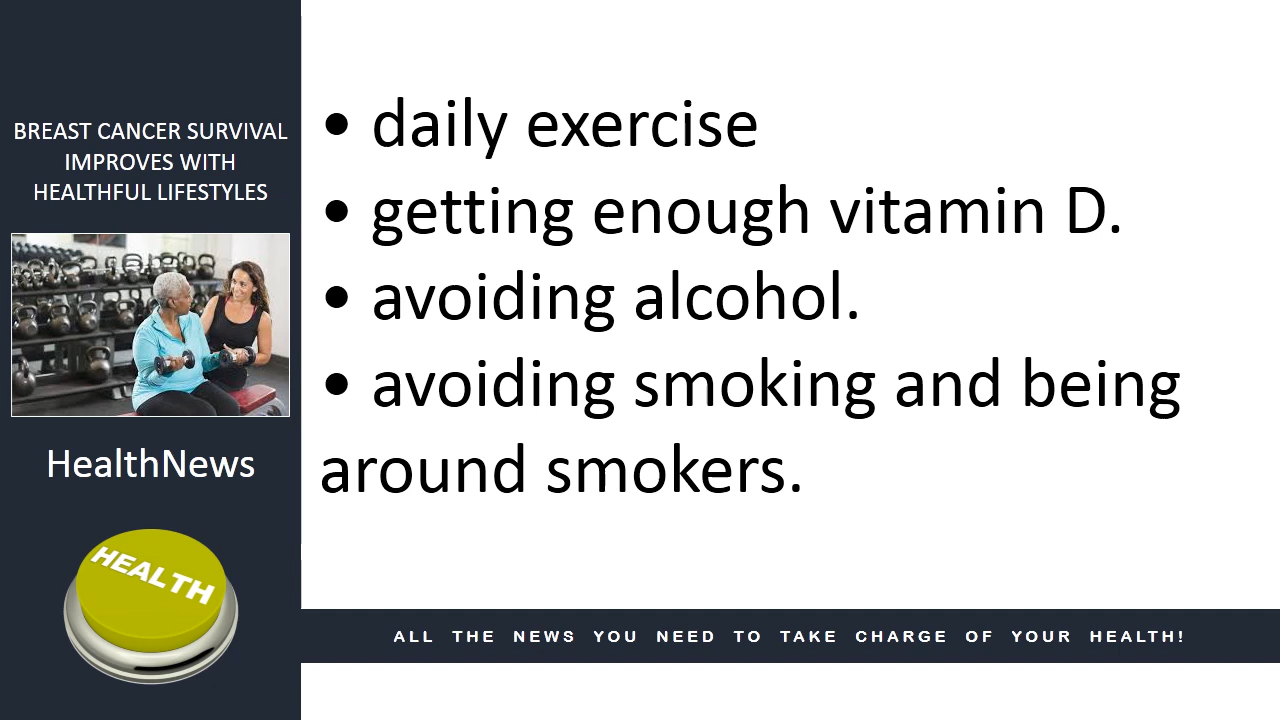 BREAST CANCER SURVIVAL
IMPROVES WITH
HEALTHFUL LIFESTYLES
HealthNews
HEALTH
• daily exercise
• getting enough vitamin D.
• avoiding alcohol.
• avoiding smoking and being
around smokers.
ALL THE NEWS YOU NEED TO TAKE CHARGE OF YOUR HEALTH!